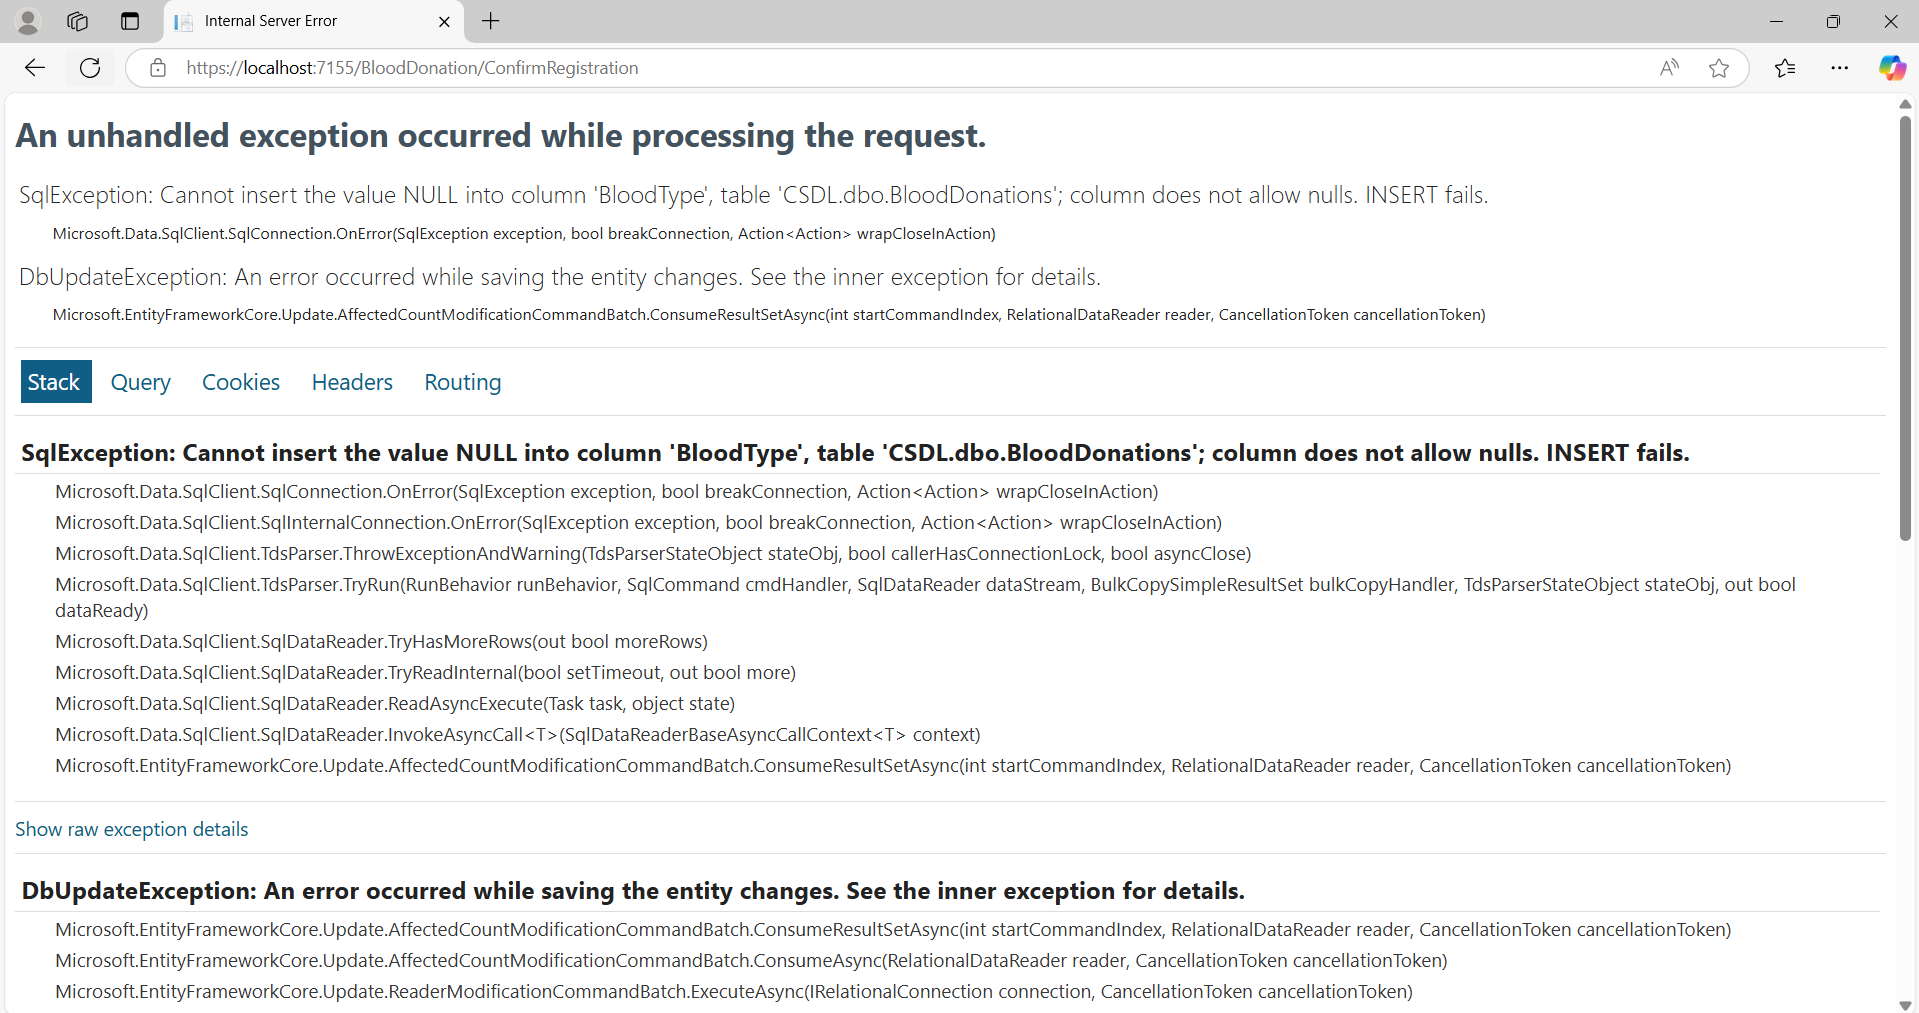 Internal Server Error
https://localhost:7155/BloodDonation/ConfirmRegistration
An unhandled exception occurred while processing the request.
SqlException: Cannot insert the value NULL into column 'BloodType', table 'CSDL.dbo.BloodDonations'; column does not allow nulls. INSERT fails.
Microsoft.Data.SqlClient.SqlConnection.OnError(SqlException exception, bool breakConnection, Action<Action> wrapCloseInAction)
DbUpdateException: An error occurred while saving the entity changes. See the inner exception for details.
Microsoft.EntityFrameworkCore.Update.AffectedCountModificationCommandBatch.ConsumeResultSetAsync(int startCommandIndex, RelationalDataReader reader, CancellationToken cancellationToken)
Stack Query Cookies Headers Routing
SqlException: Cannot insert the value NULL into column 'BloodType', table 'CSDL.dbo.BloodDonations'; column does not allow nulls. INSERT fails.
Microsoft.Data.SqlClient.SqlConnection.OnError(SqlException exception, bool breakConnection, Action<Action> wrapCloseInAction)
Microsoft.Data.SqlClient.SqlInternalConnection.OnError(SqlException exception, bool breakConnection, Action<Action> wrapCloseInAction)
Microsoft.Data.SqlClient.TdsParser.ThrowExceptionAndWarning(TdsParserStateObject stateObj, bool callerHasConnectionLock, bool asyncClose)
Microsoft.Data.SqlClient.TdsParser.TryRun(RunBehavior runBehavior, SqlCommand cmdHandler, SqlDataReader dataStream, BulkCopySimpleResultSet bulkCopyHandler, TdsParserStateObject stateObj, out bool
dataReady)
Microsoft.Data.SqlClient.SqlDataReader.TryHasMoreRows(out bool moreRows)
Microsoft.Data.SqlClient.SqlDataReader.TryReadInternal(bool setTimeout, out bool more)
Microsoft.Data.SqlClient.SqlDataReader.ReadAsyncExecute(Task task, object state)
Microsoft.Data.SqlClient.SqlDataReader.InvokeAsyncCall<T>(SqlDataReaderBaseAsyncCallContext<T> context)
Microsoft.EntityFrameworkCore.Update.AffectedCountModificationCommandBatch.ConsumeResultSetAsync(int startCommandIndex, RelationalDataReader reader, CancellationToken cancellationToken)
Show raw exception details
DbUpdateException: An error occurred while saving the entity changes. See the inner exception for details.
Microsoft.EntityFrameworkCore.Update.AffectedCountModificationCommandBatch.ConsumeResultSetAsync(int startCommandIndex, RelationalDataReader reader, CancellationToken cancellationToken)
Microsoft.EntityFrameworkCore.Update.AffectedCountModificationCommandBatch.ConsumeAsync(RelationalDataReader reader, CancellationToken cancellationToken)
Microsoft.EntityFrameworkCore.Update.ReaderModificationCommandBatch.ExecuteAsync(IRelationalConnection connection, CancellationToken cancellationToken)